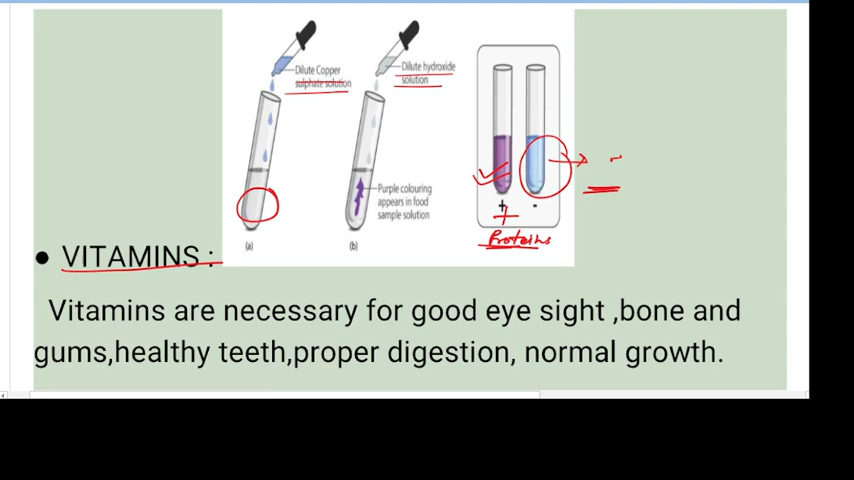 Dilute Copper
sulphate solution
Dilute hydroxide
solution
Purple colouring
appears in food
sample solution
(a)
(b)
+
-
+
Proteins
● VITAMINS :
Vitamins are necessary for good eye sight ,bone and
gums,healthy teeth,proper digestion, normal growth.